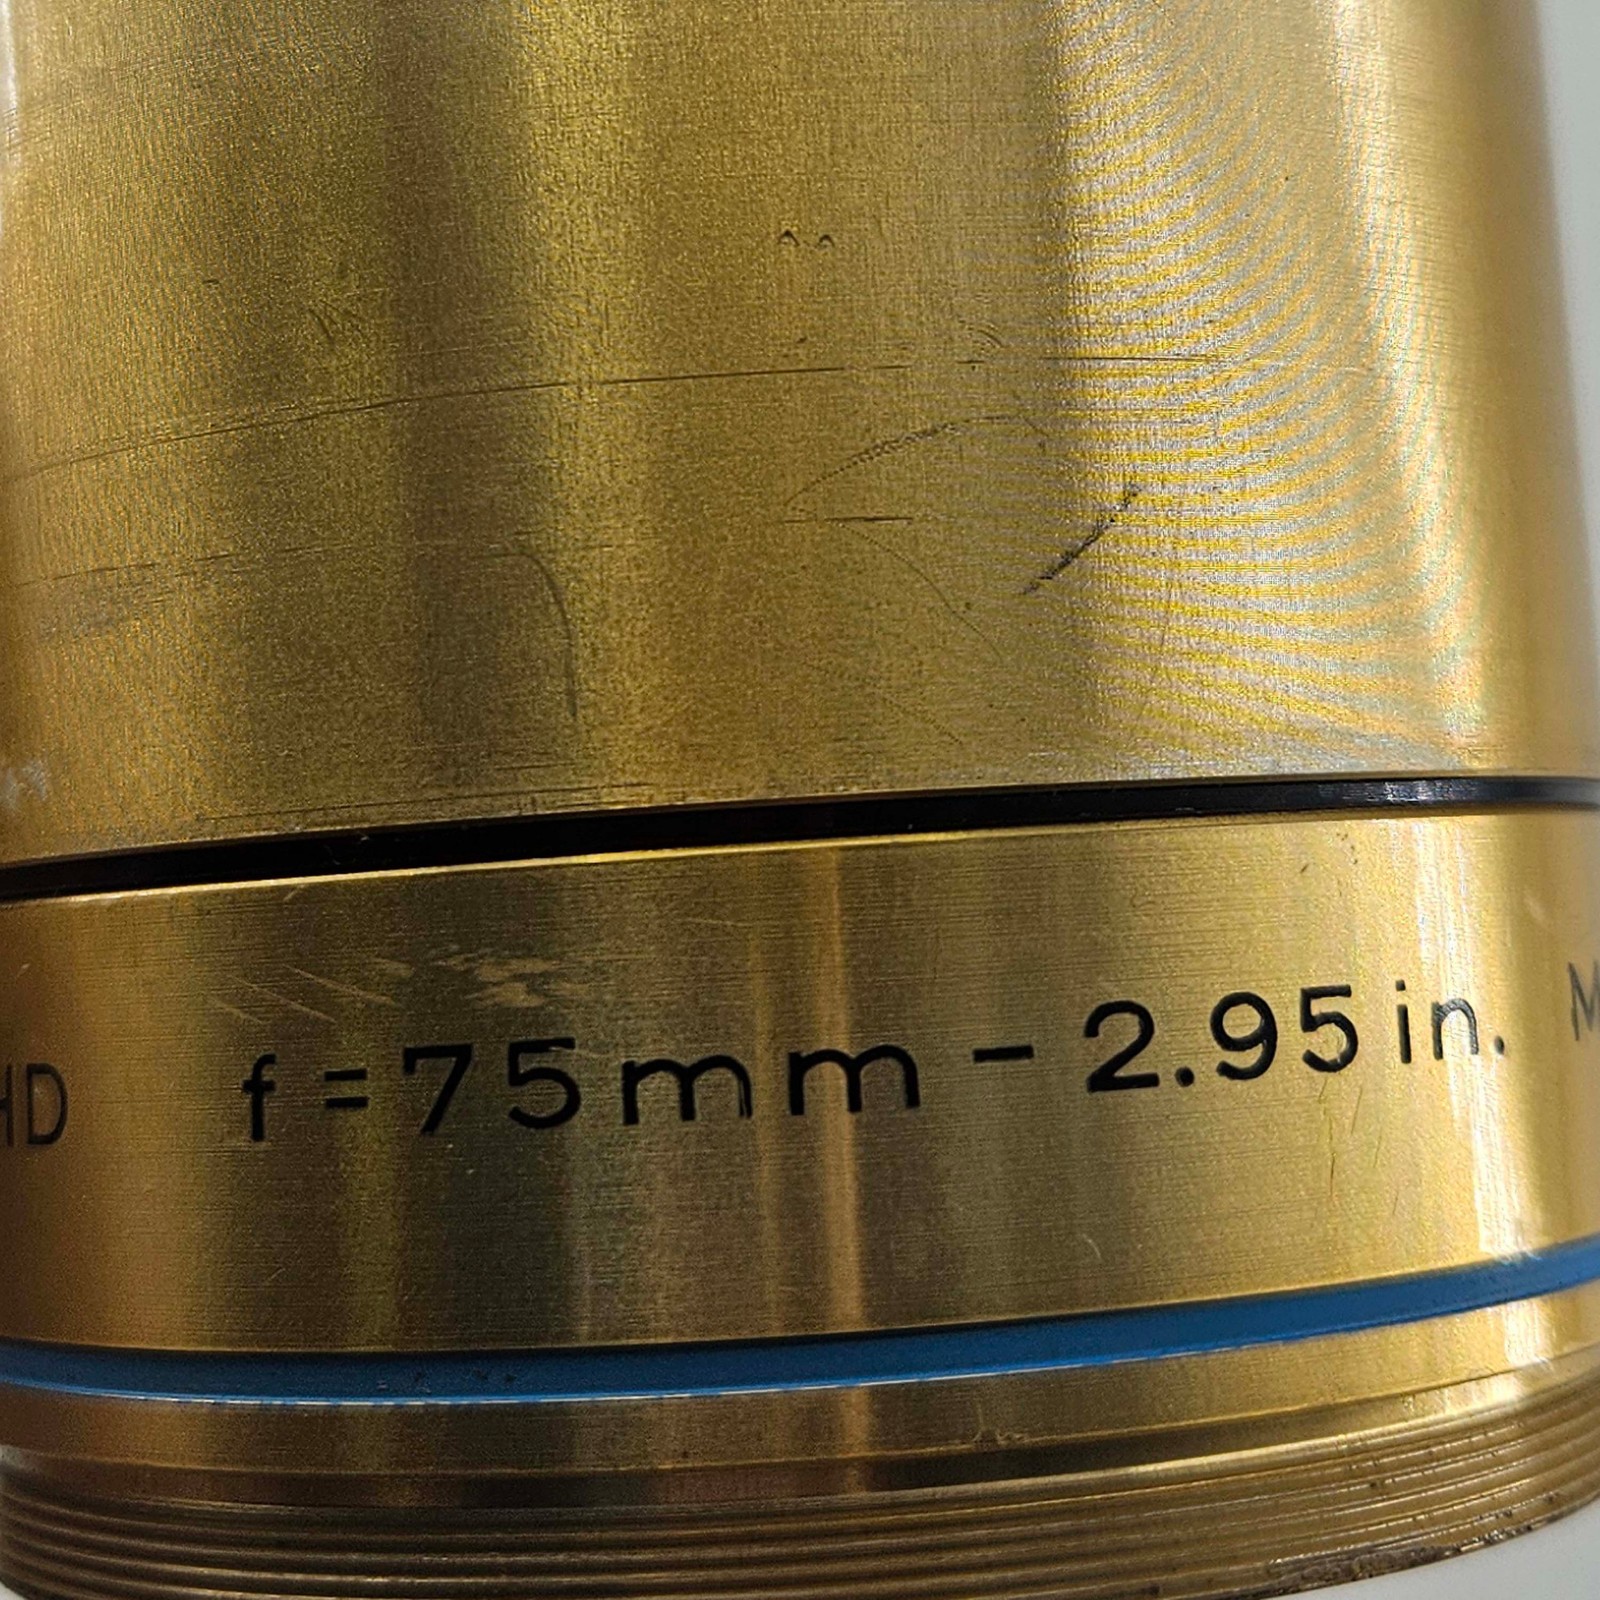 HD f = 75mm - 2.95 in. M